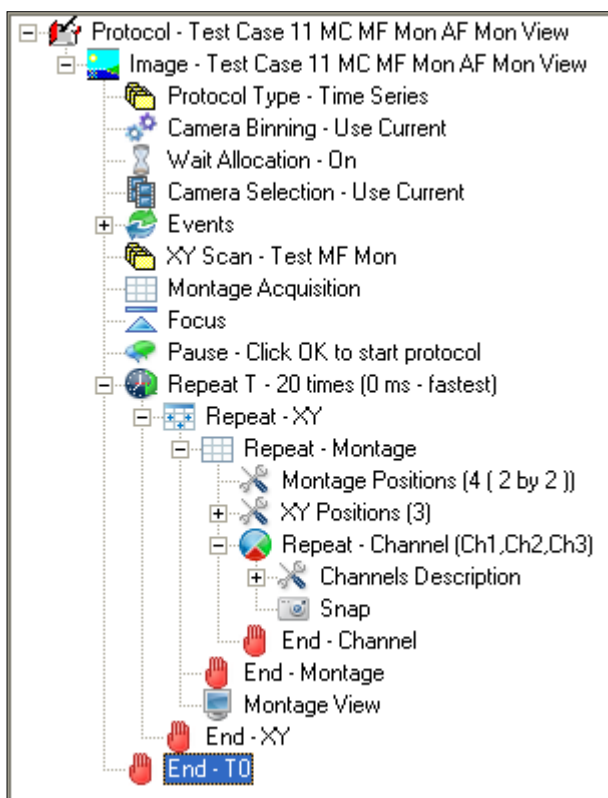 Protocol - Test Case 11 MC MF Mon AF Mon View
Image - Test Case 11 MC MF Mon AF Mon View
Protocol Type - Time Series
Camera Binning - Use Current
Wait Allocation - On
Camera Selection - Use Current
Events
XY Scan - Test MF Mon
Montage Acquisition
Focus
Pause - Click OK to start protocol
Repeat T - 20 times (0 ms - fastest)
Repeat - XY
Repeat - Montage
Montage Positions (4 ( 2 by 2 ))
XY Positions (3)
Repeat - Channel (Ch1,Ch2,Ch3)
Channels Description
Snap
End - Channel
End - Montage
Montage View
End - XY
End - T0